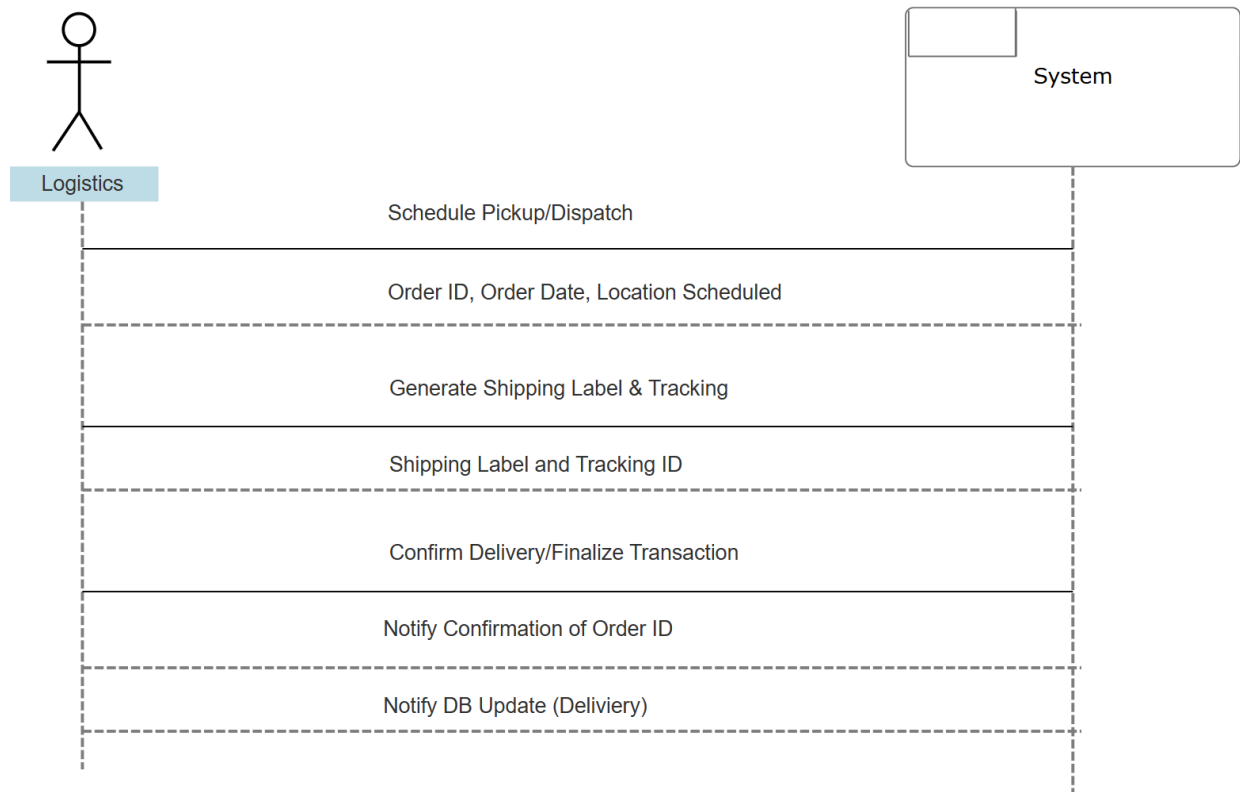 System
Logistics
Schedule Pickup/Dispatch
Order ID, Order Date, Location Scheduled
Generate Shipping Label & Tracking
Shipping Label and Tracking ID
Confirm Delivery/Finalize Transaction
Notify Confirmation of Order ID
Notify DB Update (Deliviery)